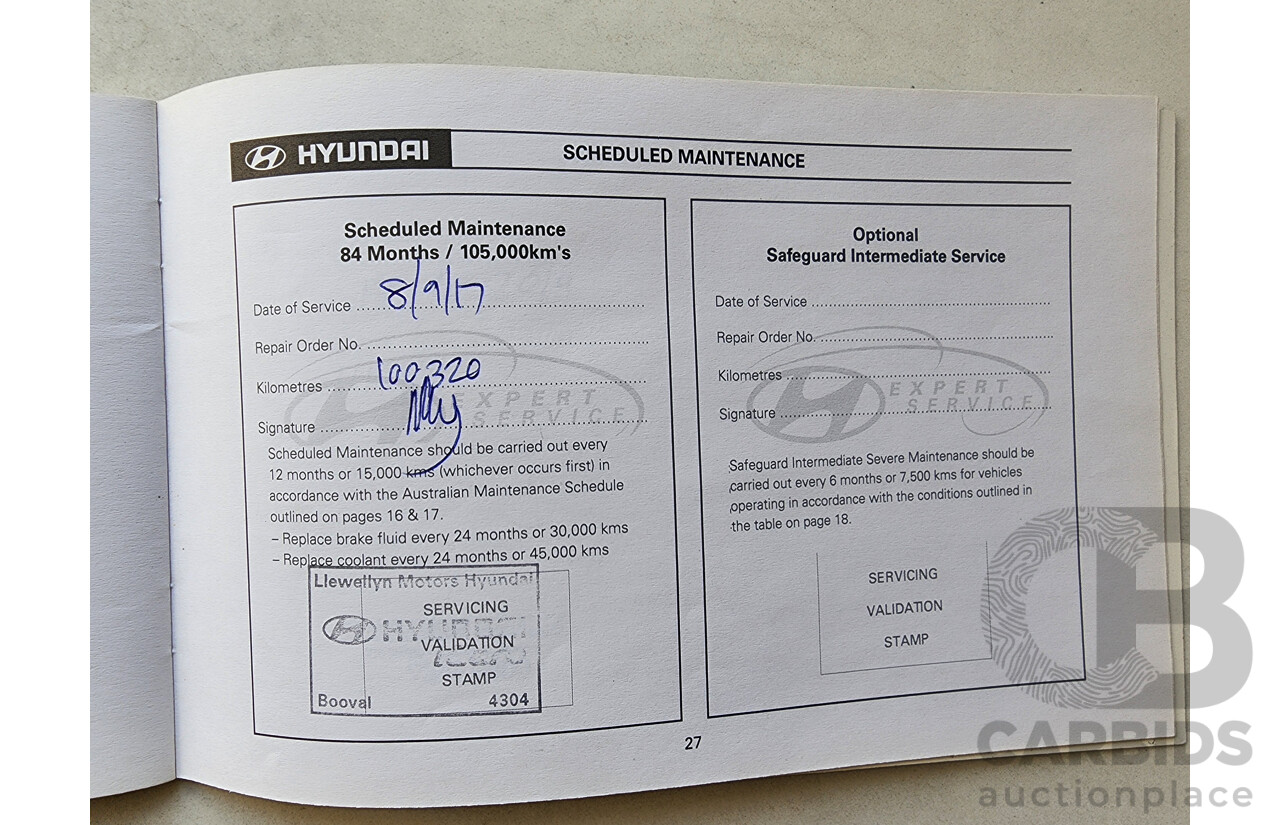 HYUNDAI
SCHEDULED MAINTENANCE
Scheduled Maintenance
84 Months / 105,000km's
Date of Service 8/9/17
Repair Order No.
Kilometres 100320
Signature
EXPERT
SERVICE
Scheduled Maintenance should be carried out every
12 months or 15,000 kms (whichever occurs first) in
accordance with the Australian Maintenance Schedule
outlined on pages 16 & 17.
– Replace brake fluid every 24 months or 30,000 kms
– Replace coolant every 24 months or 45,000 kms
Llewellyn Motors Hyundai
SERVICING
HYUNDAI
VALIDATION
STAMP
Booval 4304
Optional
Safeguard Intermediate Service
Date of Service
Repair Order No.
Kilometres
EXPERT
SERVICE
Signature
Safeguard Intermediate Severe Maintenance should be
carried out every 6 months or 7,500 kms for vehicles
operating in accordance with the conditions outlined in
the table on page 18.
SERVICING
VALIDATION
STAMP
27
CB
CARBIDS
auctionplace